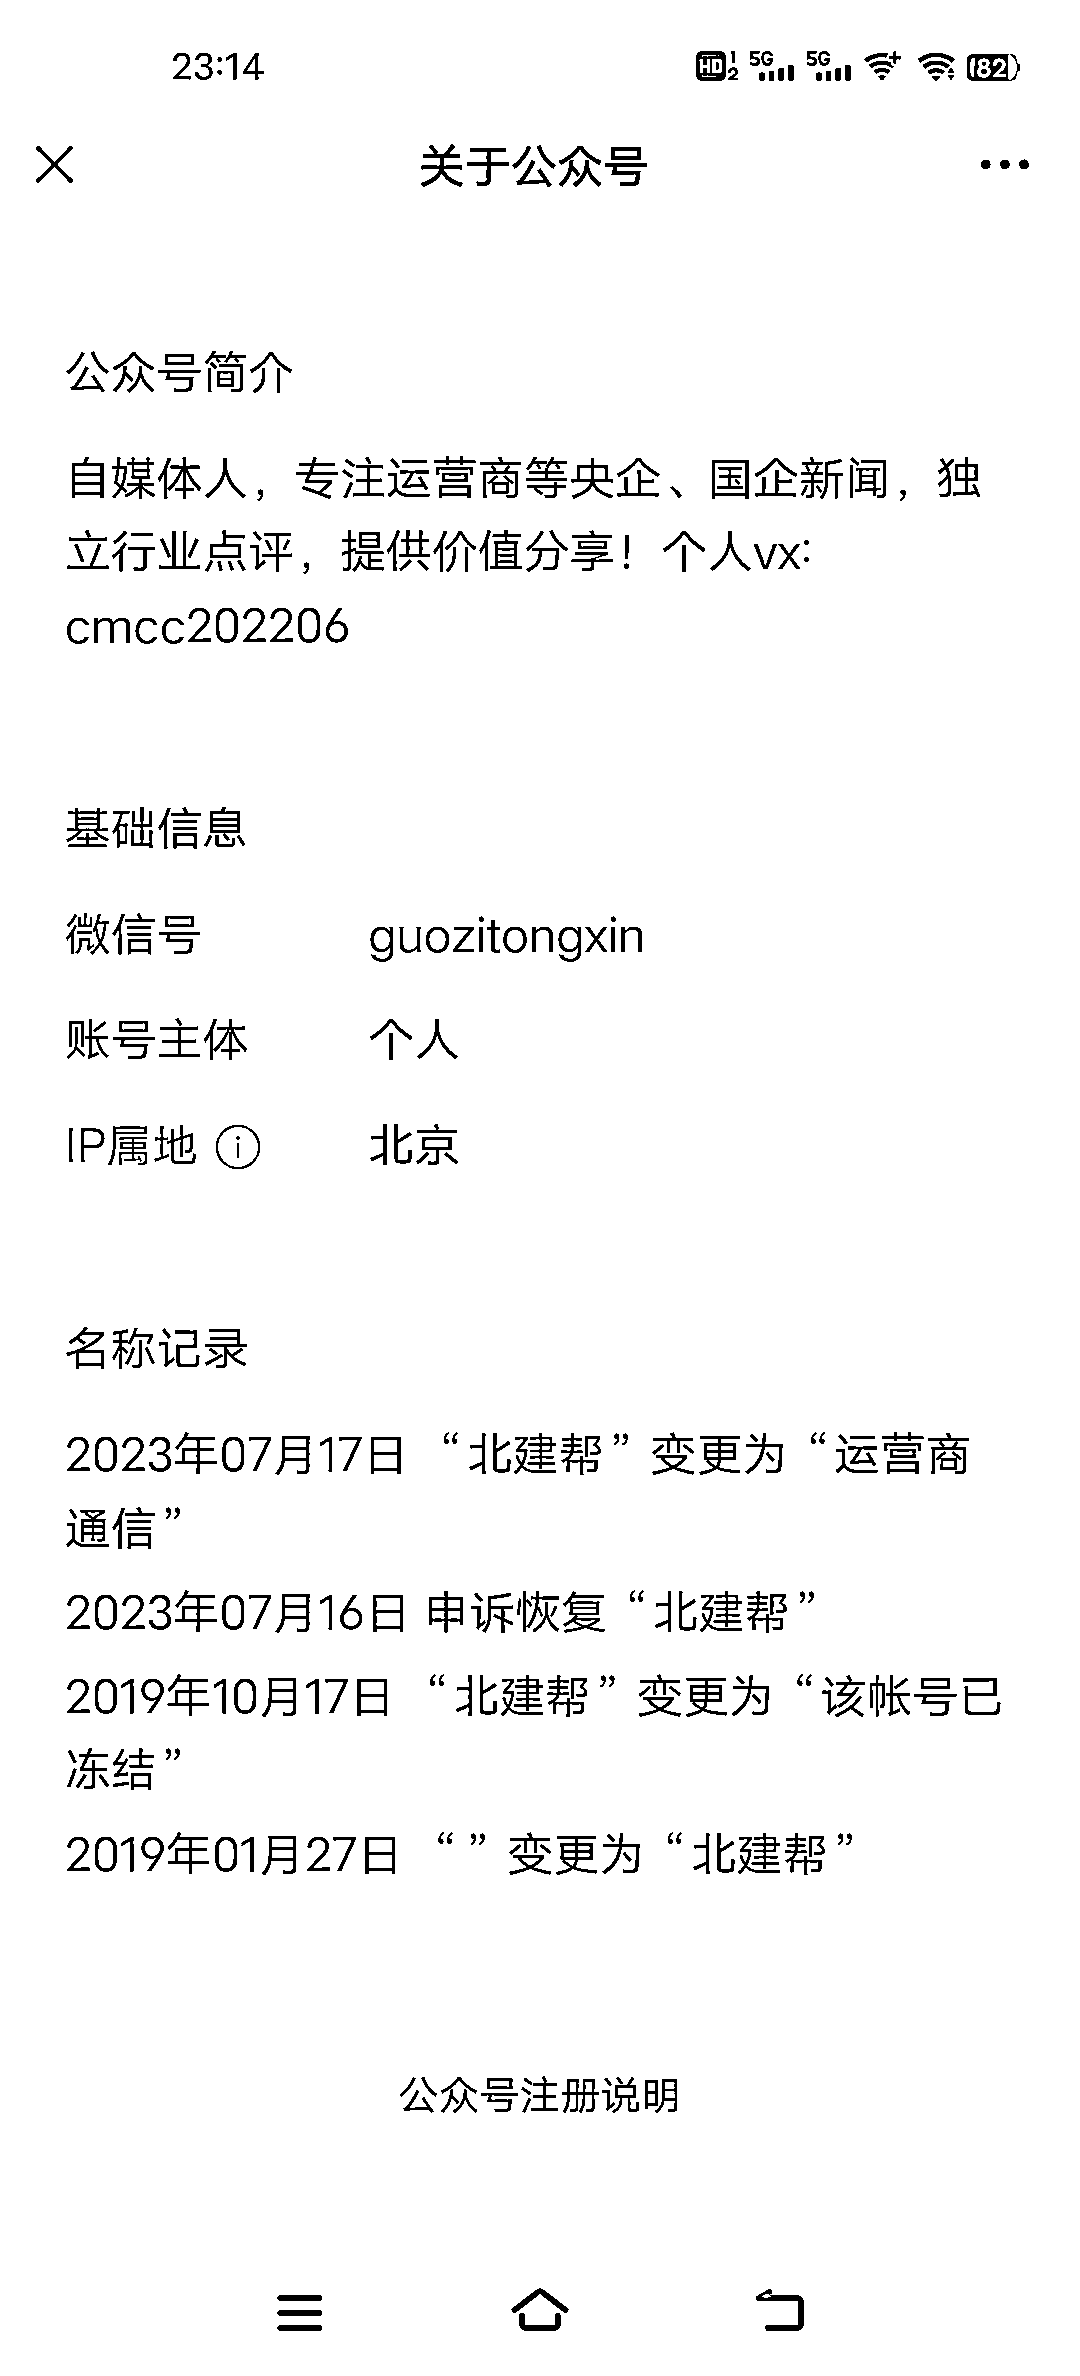 23:14
HD 1 2 5G 5G 82
关于公众号
公众号简介
自媒体人，专注运营商等央企、国企新闻，独
立行业点评，提供价值分享！个人vx:
cmcc202206
基础信息
微信号 guozitongxin
账号主体 个人
IP属地 i 北京
名称记录
2023年07月17日 “北建帮”变更为“运营商
通信”
2023年07月16日 申诉恢复“北建帮”
2019年10月17日 “北建帮”变更为“该帐号已
冻结”
2019年01月27日 “ ”变更为“北建帮”
公众号注册说明